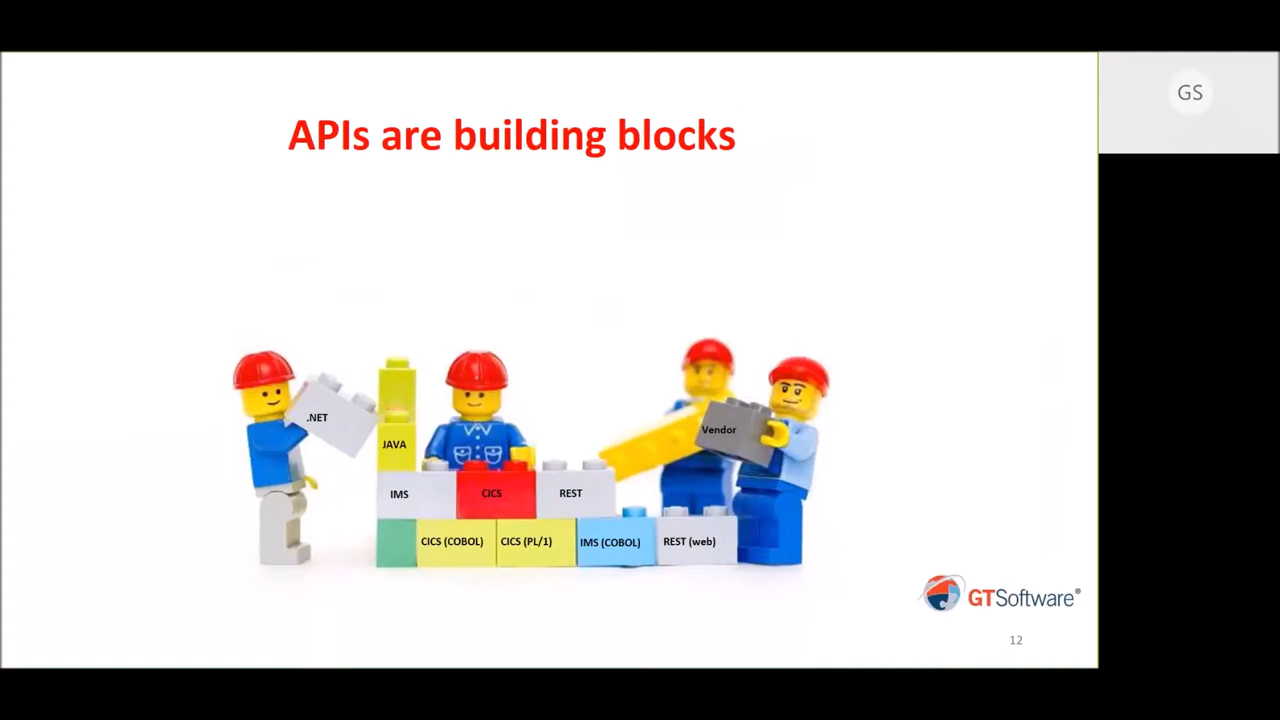 APIs are building blocks
GS
.NET
Vendor
JAVA
IMS
CICS
REST
CICS (COBOL)
CICS (PL/1)
IMS (COBOL)
REST (web)
GTSoftware®
12